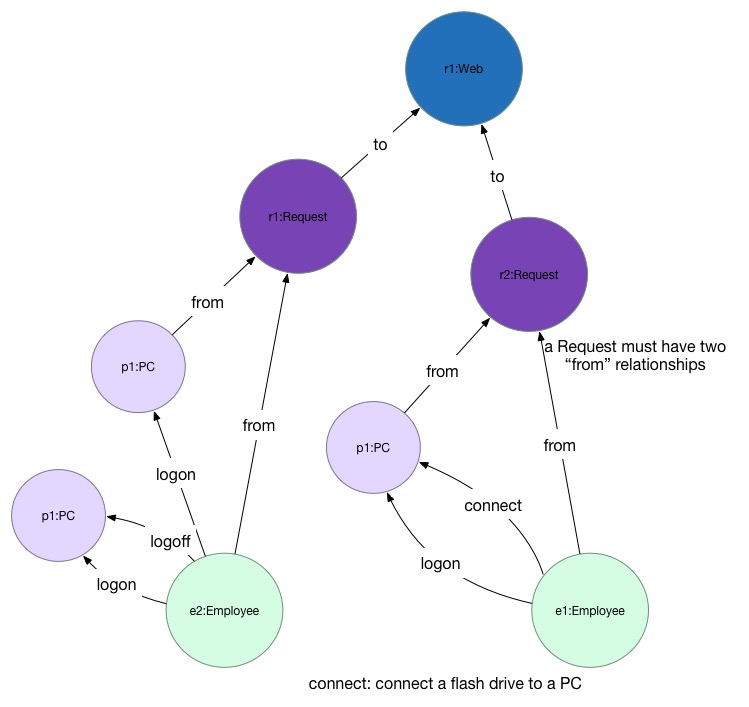 r1:Web
to
to
r1:Request
r2:Request
from
a Request must have two
“from” relationships
p1:PC
from
from
from
p1:PC
logon
connect
p1:PC
logoff
logon
logon
e2:Employee
e1:Employee
connect: connect a flash drive to a PC